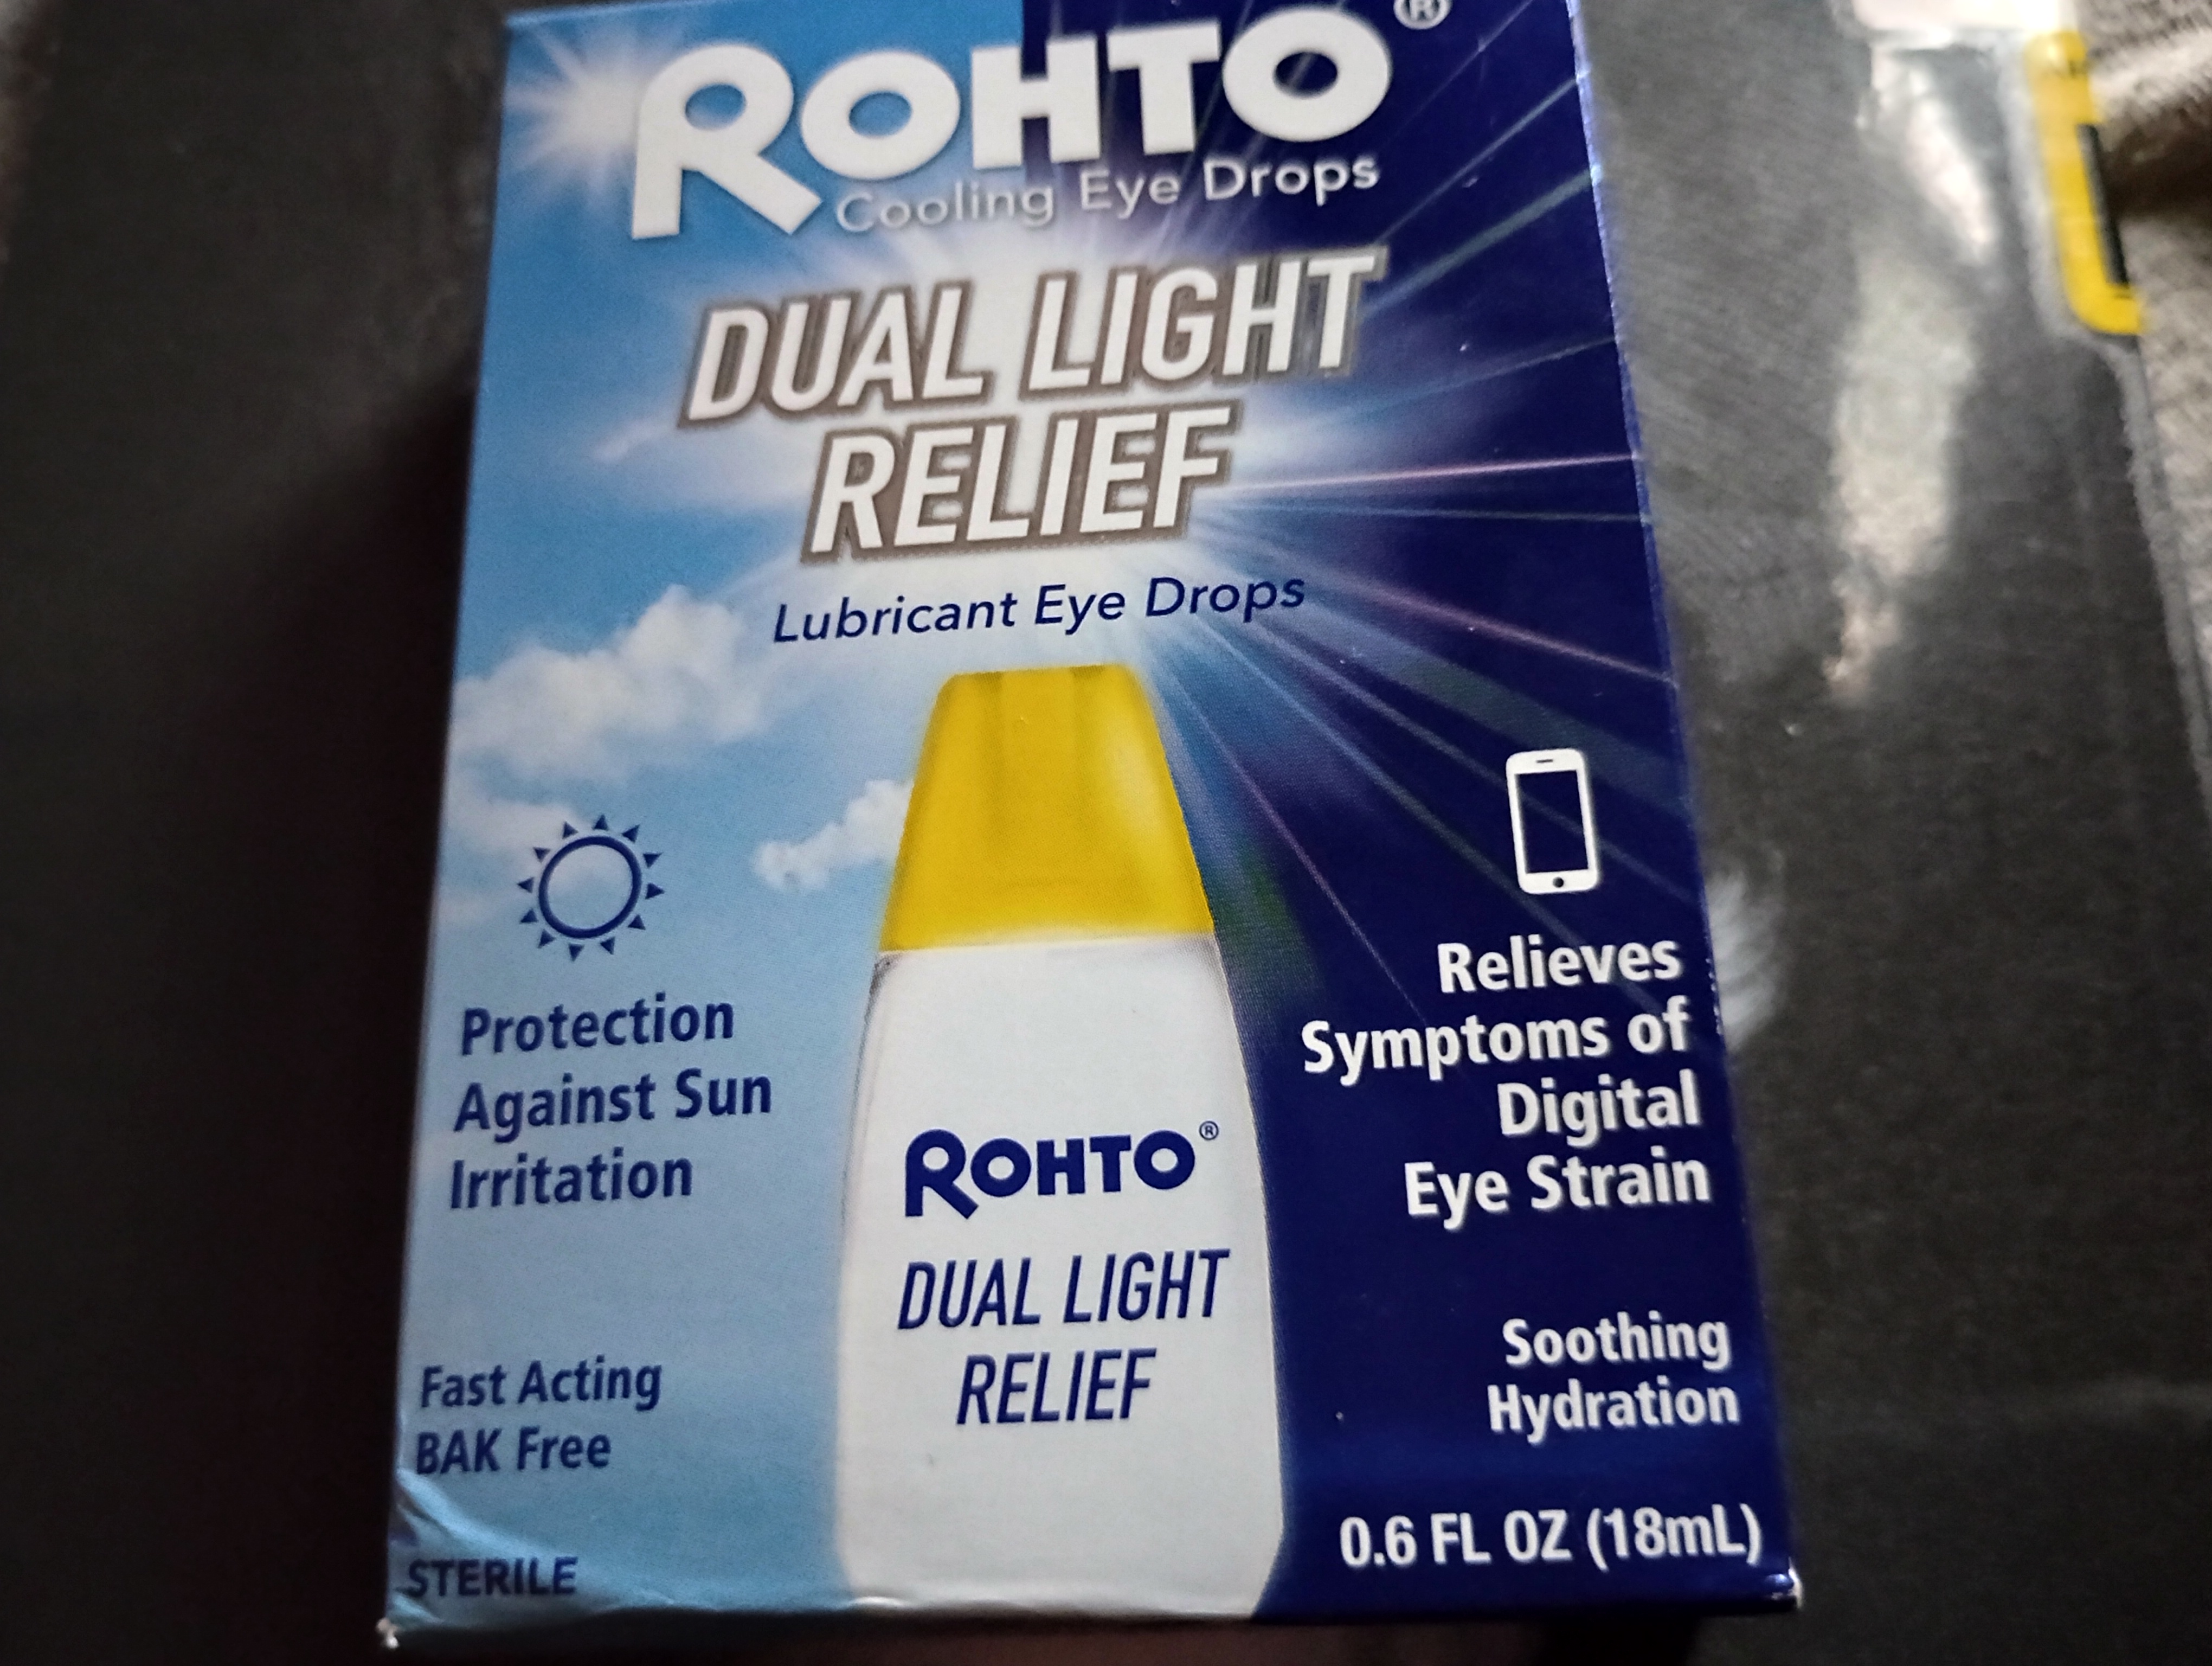 ROHTO®
Cooling Eye Drops
DUAL LIGHT
RELIEF
Lubricant Eye Drops
Protection
Against Sun
Irritation
Fast Acting
BAK Free
STERILE
ROHTO®
DUAL LIGHT
RELIEF
Relieves
Symptoms of
Digital
Eye Strain
Soothing
Hydration
0.6 FL OZ (18mL)